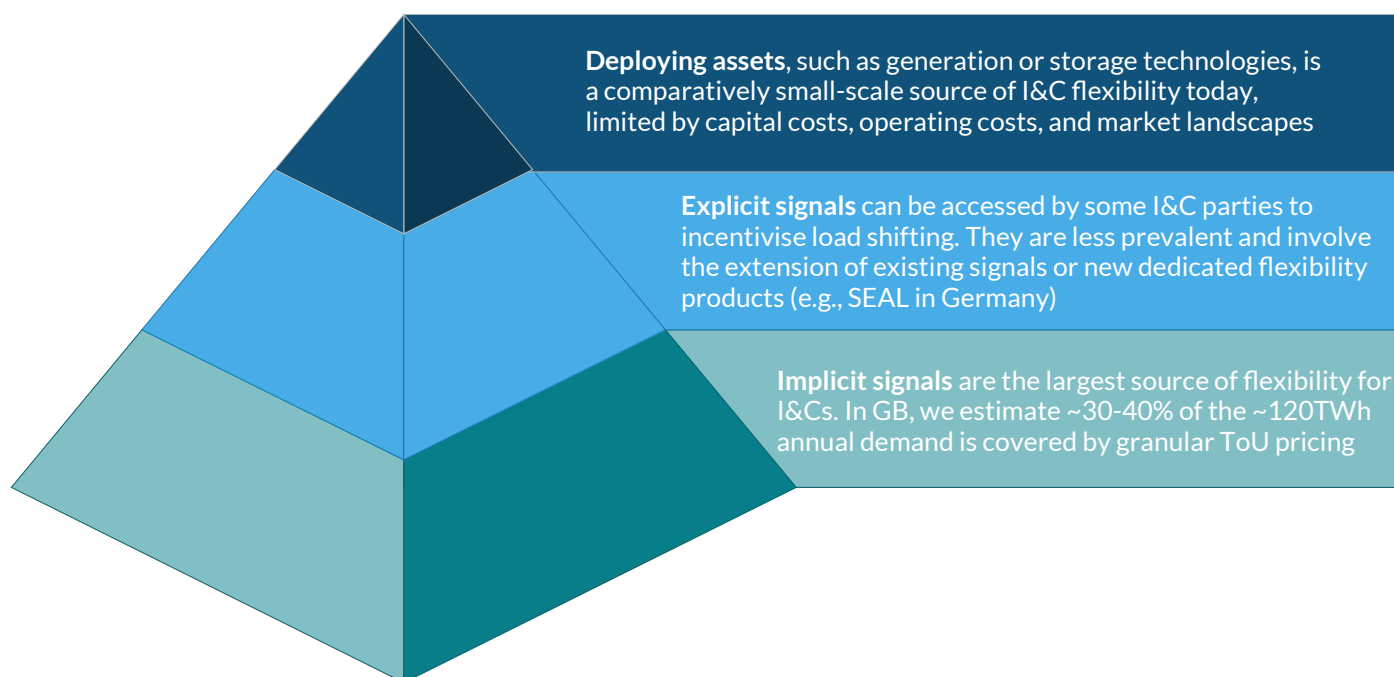 Deploying assets, such as generation or storage technologies, is
a comparatively small-scale source of I&C flexibility today,
limited by capital costs, operating costs, and market landscapes
Explicit signals can be accessed by some I&C parties to
incentivise load shifting. They are less prevalent and involve
the extension of existing signals or new dedicated flexibility
products (e.g., SEAL in Germany)
Implicit signals are the largest source of flexibility for
I&Cs. In GB, we estimate ~30-40% of the ~120TWh
annual demand is covered by granular ToU pricing